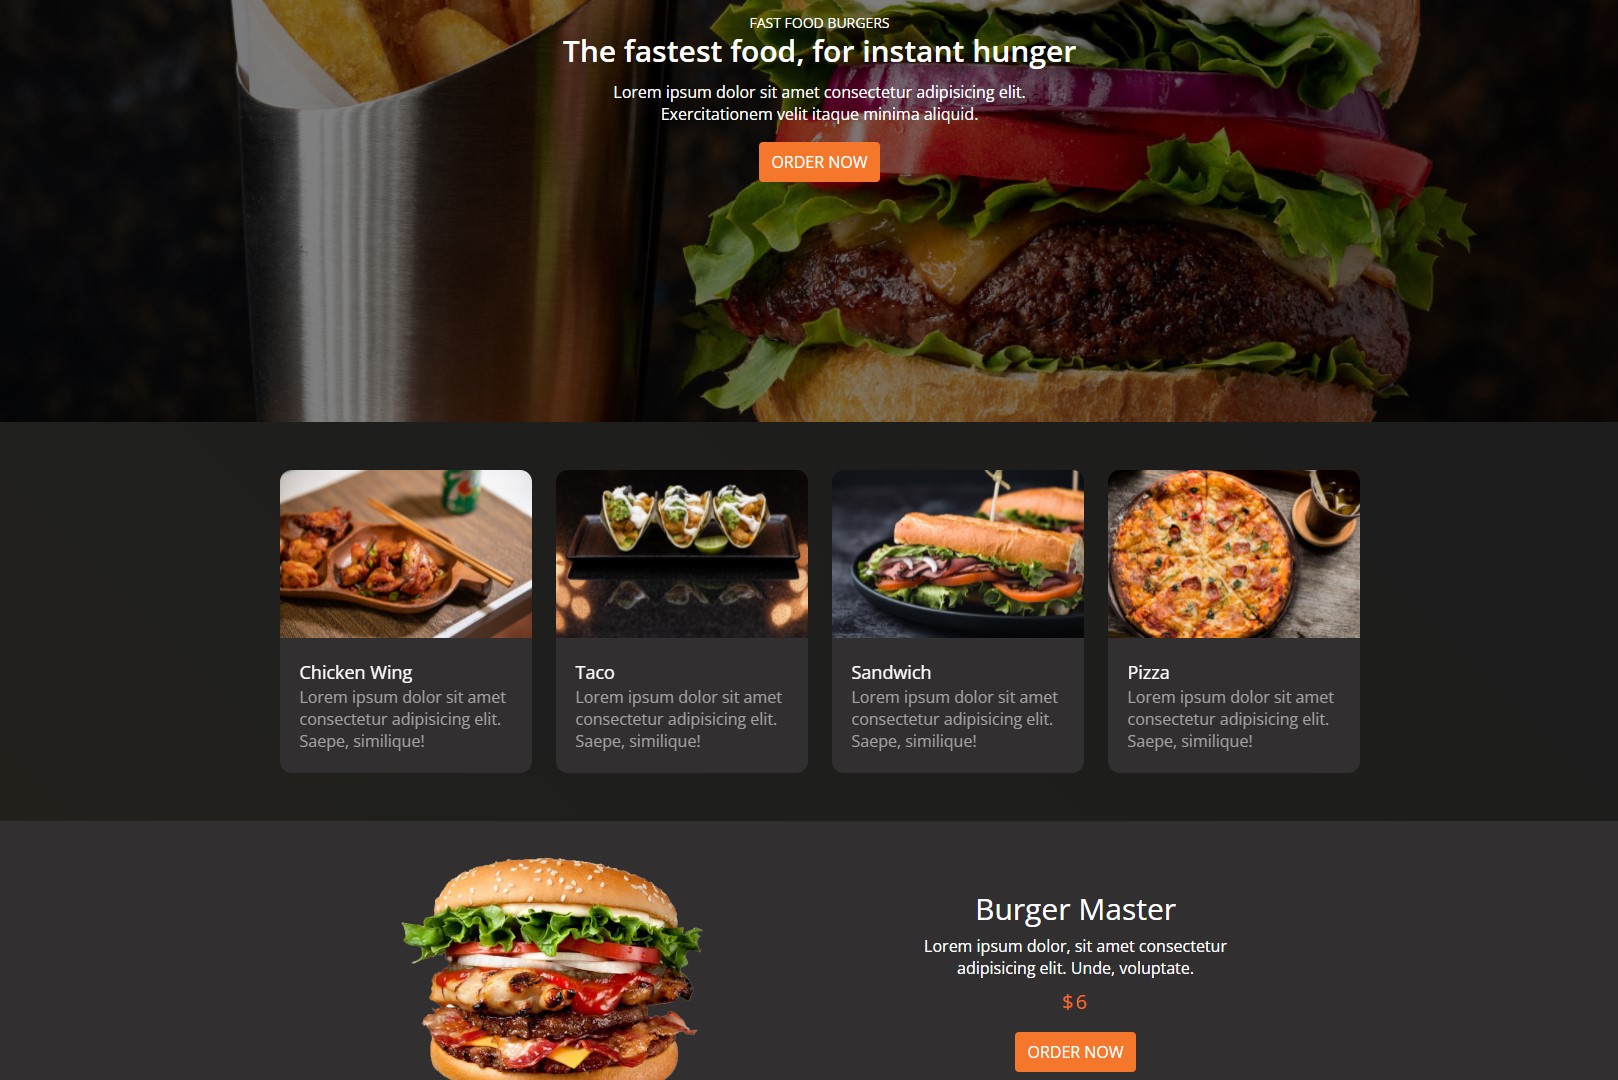 FAST FOOD BURGERS
The fastest food, for instant hunger
Lorem ipsum dolor sit amet consectetur adipisicing elit.
Exercitationem velit itaque minima aliquid.
ORDER NOW
Chicken Wing
Lorem ipsum dolor sit amet
consectetur adipisicing elit.
Saepe, similique!
Taco
Lorem ipsum dolor sit amet
consectetur adipisicing elit.
Saepe, similique!
Sandwich
Lorem ipsum dolor sit amet
consectetur adipisicing elit.
Saepe, similique!
Pizza
Lorem ipsum dolor sit amet
consectetur adipisicing elit.
Saepe, similique!
Burger Master
Lorem ipsum dolor, sit amet consectetur
adipisicing elit. Unde, voluptate.
$6
ORDER NOW